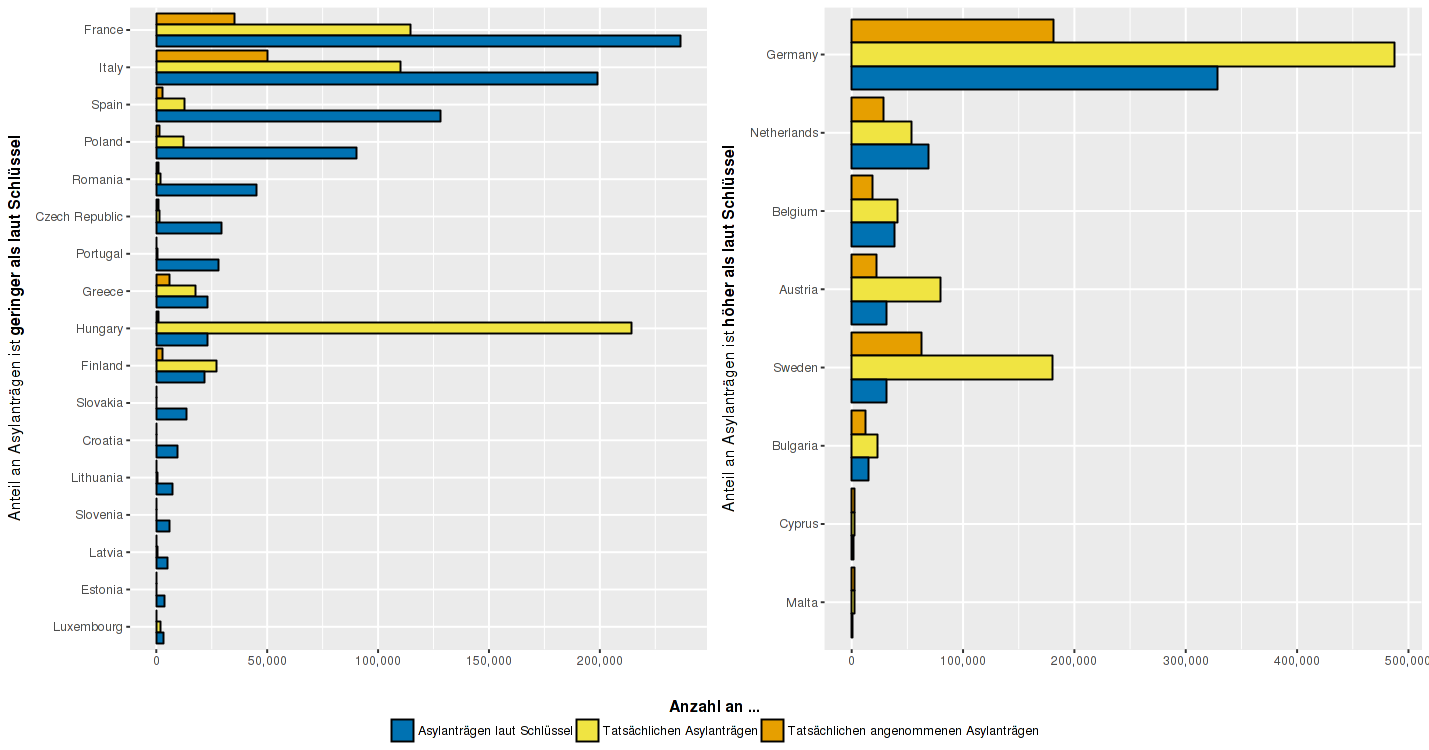 Anteil an Asylanträgen ist geringer als laut Schlüssel
France
Italy
Spain
Poland
Romania
Czech Republic
Portugal
Greece
Hungary
Finland
Slovakia
Croatia
Lithuania
Slovenia
Latvia
Estonia
Luxembourg
0 50,000 100,000 150,000 200,000
Anteil an Asylanträgen ist höher als laut Schlüssel
Germany
Netherlands
Belgium
Austria
Sweden
Bulgaria
Cyprus
Malta
0 100,000 200,000 300,000 400,000 500,000
Anzahl an ...
Asylanträgen laut Schlüssel Tatsächlichen Asylanträgen Tatsächlichen angenommenen Asylanträgen